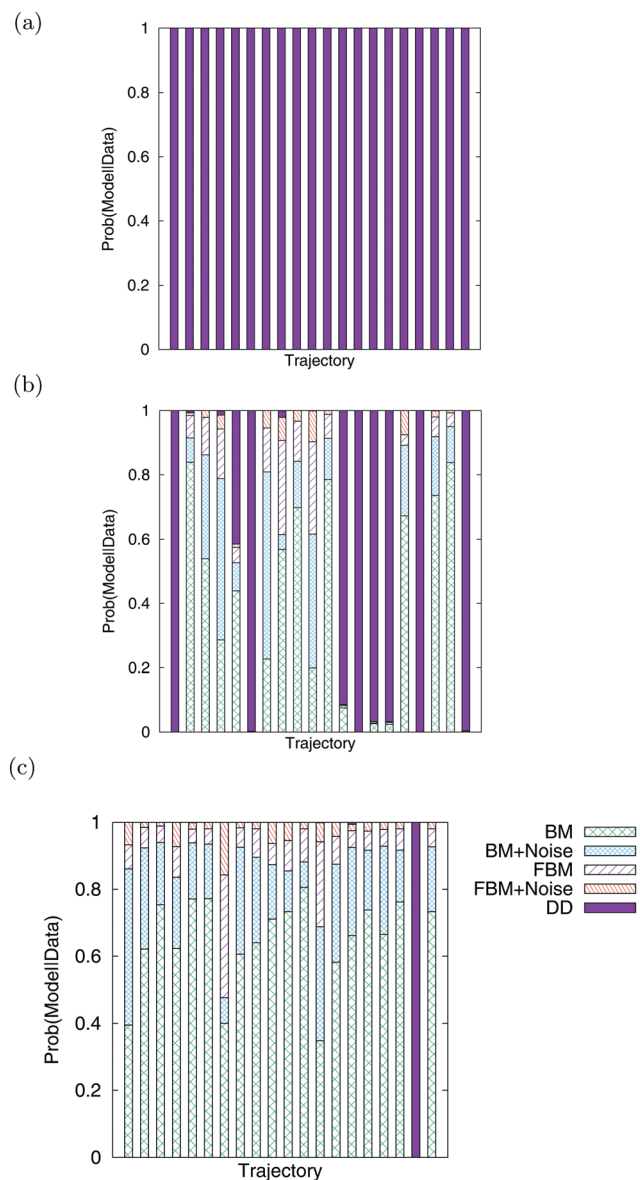 (a)
1
0.8
0.6
0.4
0.2
0
Prob(Model|Data)
Trajectory
(b)
1
0.8
0.6
0.4
0.2
0
Prob(Model|Data)
Trajectory
(c)
1
0.8
0.6
0.4
0.2
0
Prob(Model|Data)
Trajectory
BM
BM+Noise
FBM
FBM+Noise
DD